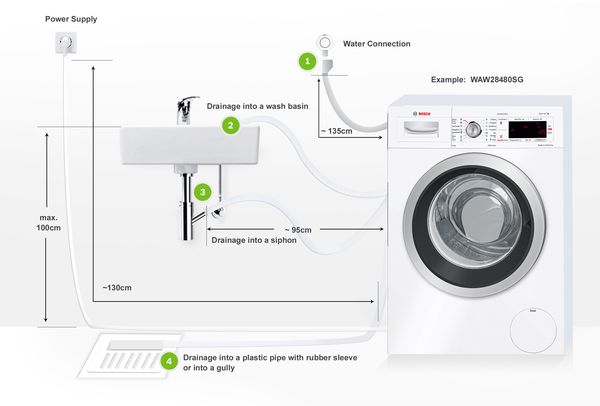 Power Supply
Water Connection
1
Example: WAW28480SG
BOSCH
Drainage into a wash basin
2
~ 135cm
3
max.
100cm
~ 95cm
Drainage into a siphon
~130cm
4
Drainage into a plastic pipe with rubber sleeve
or into a gully